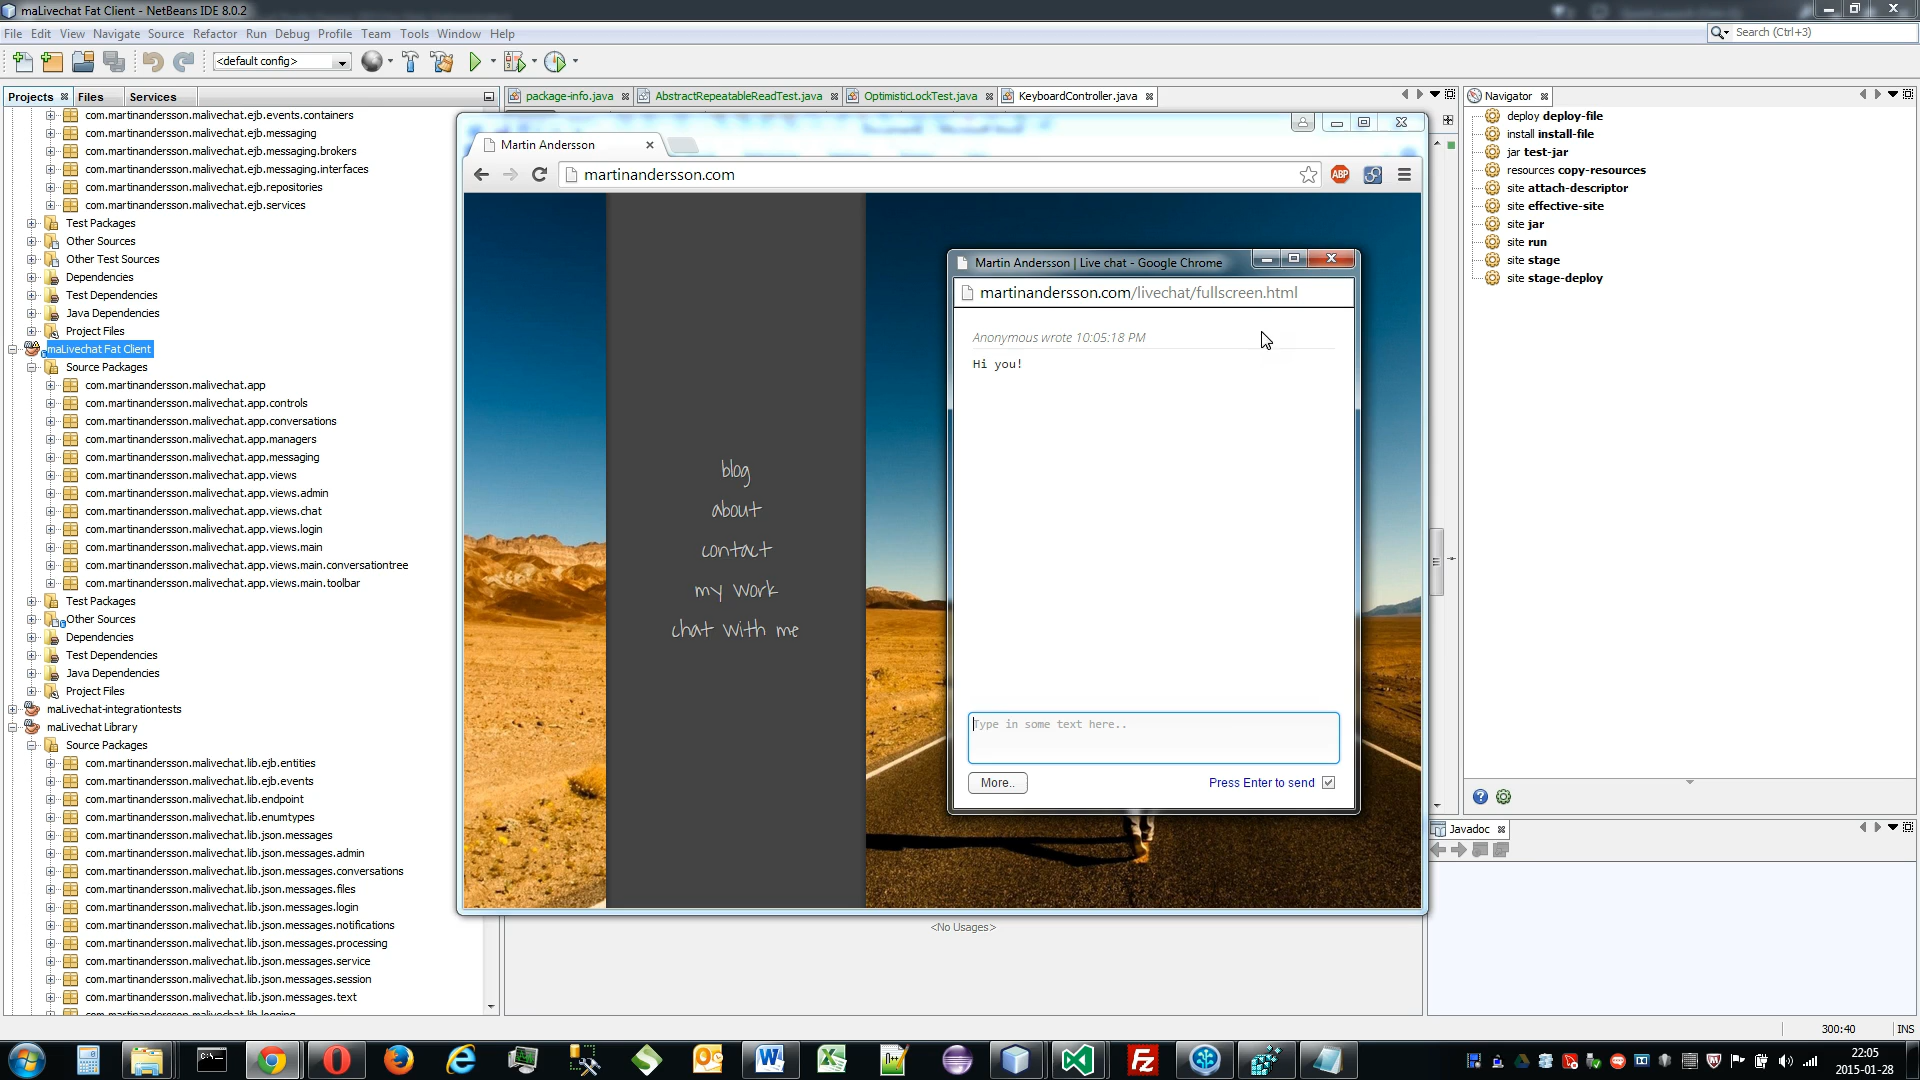 maLivechat Fat Client - NetBeans IDE 8.0.2
File Edit View Navigate Source Refactor Run Debug Profile Team Tools Window Help
Search (Ctrl+3)
<default config>
Projects Files Services
package-info.java AbstractRepeatableReadTest.java OptimisticLockTest.java KeyboardController.java
Navigator
com.martinandersson.malivechat.ejb.events.containers
com.martinandersson.malivechat.ejb.messaging
com.martinandersson.malivechat.ejb.messaging.brokers
com.martinandersson.malivechat.ejb.messaging.interfaces
com.martinandersson.malivechat.ejb.repositories
com.martinandersson.malivechat.ejb.services
Test Packages
Other Sources
Other Test Sources
Dependencies
Test Dependencies
Java Dependencies
Project Files
maLivechat Fat Client
Source Packages
com.martinandersson.malivechat.app
com.martinandersson.malivechat.app.controls
com.martinandersson.malivechat.app.conversations
com.martinandersson.malivechat.app.managers
com.martinandersson.malivechat.app.messaging
com.martinandersson.malivechat.app.views
com.martinandersson.malivechat.app.views.admin
com.martinandersson.malivechat.app.views.chat
com.martinandersson.malivechat.app.views.login
com.martinandersson.malivechat.app.views.main
com.martinandersson.malivechat.app.views.main.conversationtree
com.martinandersson.malivechat.app.views.main.toolbar
Test Packages
Other Sources
Dependencies
Test Dependencies
Java Dependencies
Project Files
maLivechat-integrationtests
maLivechat Library
Source Packages
com.martinandersson.malivechat.lib.ejb.entities
com.martinandersson.malivechat.lib.ejb.events
com.martinandersson.malivechat.lib.endpoint
com.martinandersson.malivechat.lib.enumtypes
com.martinandersson.malivechat.lib.json.messages
com.martinandersson.malivechat.lib.json.messages.admin
com.martinandersson.malivechat.lib.json.messages.conversations
com.martinandersson.malivechat.lib.json.messages.files
com.martinandersson.malivechat.lib.json.messages.login
com.martinandersson.malivechat.lib.json.messages.notifications
com.martinandersson.malivechat.lib.json.messages.processing
com.martinandersson.malivechat.lib.json.messages.service
com.martinandersson.malivechat.lib.json.messages.session
com.martinandersson.malivechat.lib.json.messages.text
com.martinandersson.malivechat.lib.logging
Martin Andersson
martinandersson.com
ABP
blog
about
contact
my work
chat with me
Martin Andersson | Live chat - Google Chrome
martinandersson.com/livechat/fullscreen.html
Anonymous wrote 10:05:18 PM
Hi you!
Type in some text here..
More..
Press Enter to send
<No Usages>
deploy deploy-file
install install-file
jar test-jar
resources copy-resources
site attach-descriptor
site effective-site
site jar
site run
site stage
site stage-deploy
Javadoc
300:40 INS
22:05
2015-01-28